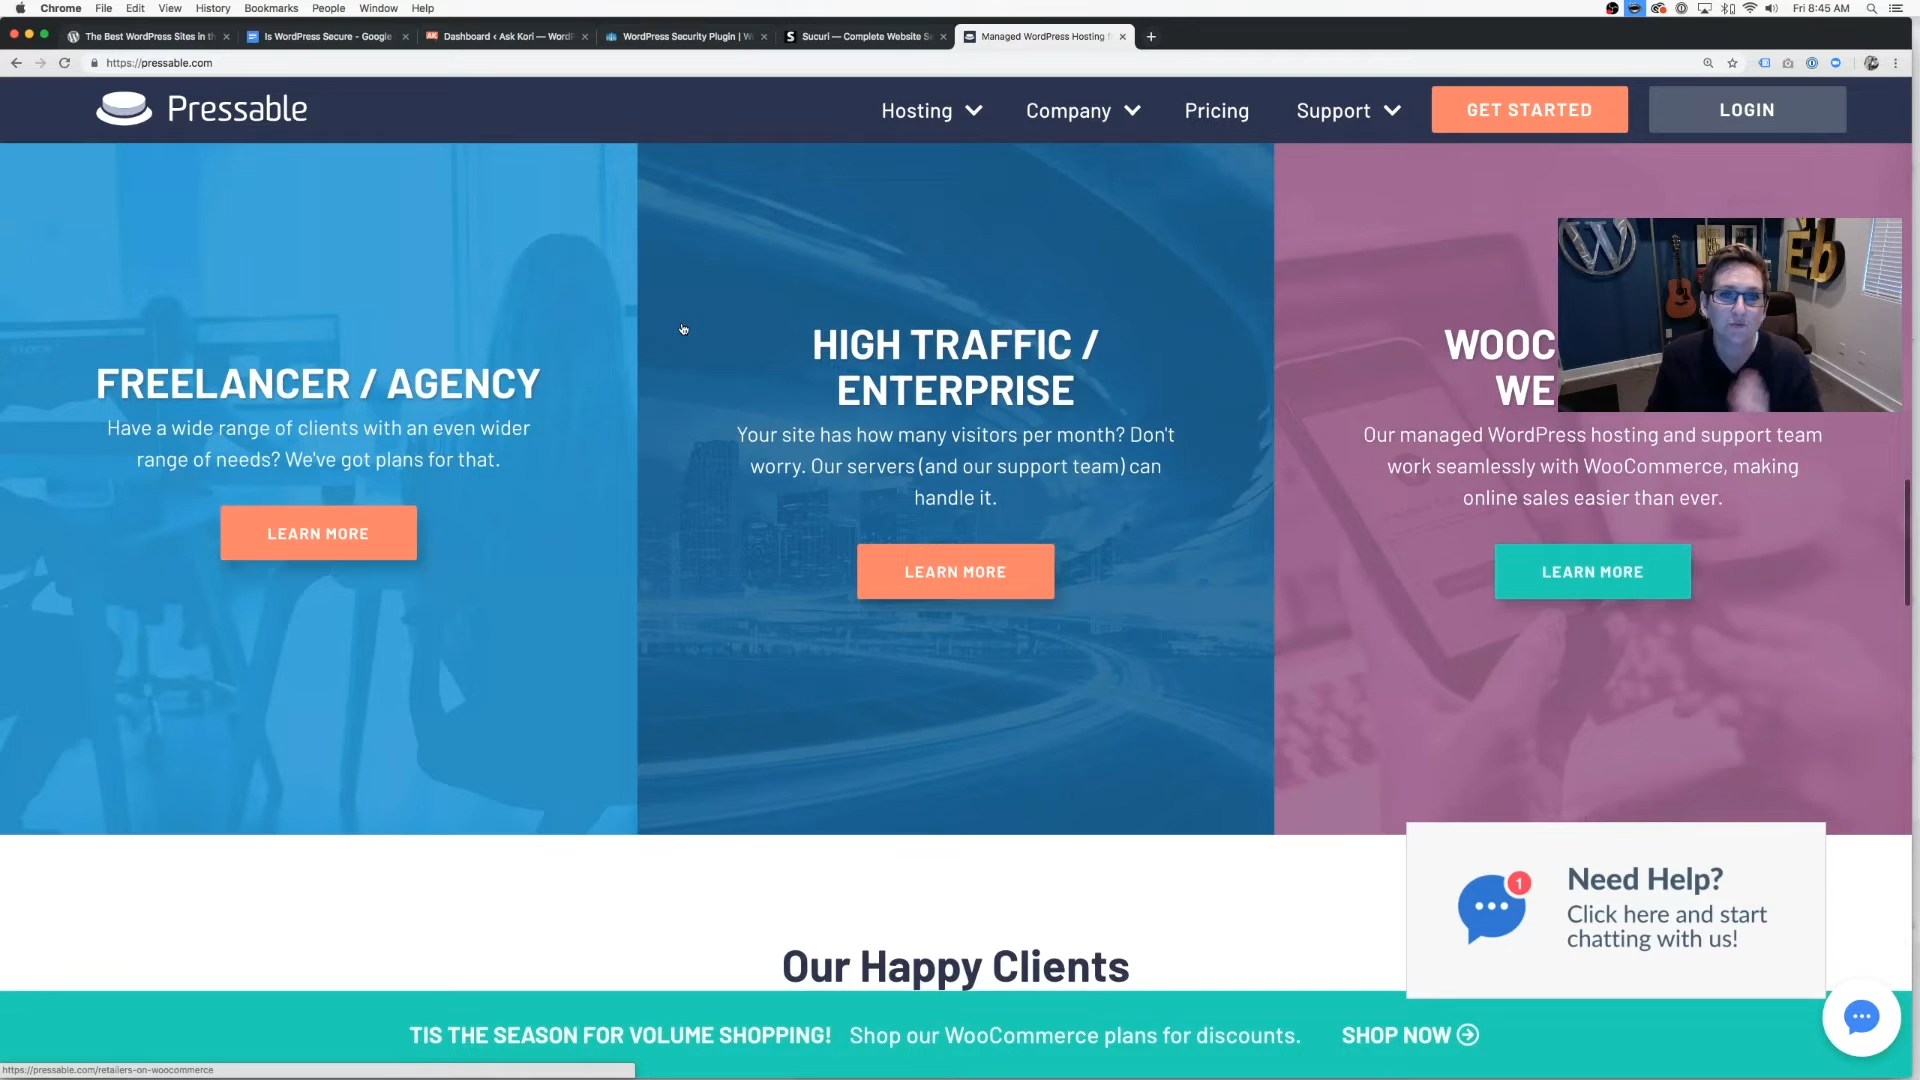 Chrome File Edit View History Bookmarks People Window Help
Fri 8:45 AM
The Best WordPress Sites in th
Is WordPress Secure - Google
AK Dashboard ‹ Ask Kori — WordP
WordPress Security Plugin | W
S Sucuri — Complete Website Se
Managed WordPress Hosting f
https://pressable.com
Pressable
Hosting
Company
Pricing
Support
GET STARTED
LOGIN
FREELANCER / AGENCY
Have a wide range of clients with an even wider
range of needs? We've got plans for that.
LEARN MORE
HIGH TRAFFIC /
ENTERPRISE
Your site has how many visitors per month? Don't
worry. Our servers (and our support team) can
handle it.
LEARN MORE
WOOC
WE
Our managed WordPress hosting and support team
work seamlessly with WooCommerce, making
online sales easier than ever.
LEARN MORE
W
Eb
Our Happy Clients
1
Need Help?
Click here and start
chatting with us!
TIS THE SEASON FOR VOLUME SHOPPING! Shop our WooCommerce plans for discounts. SHOP NOW
https://pressable.com/retailers-on-woocommerce